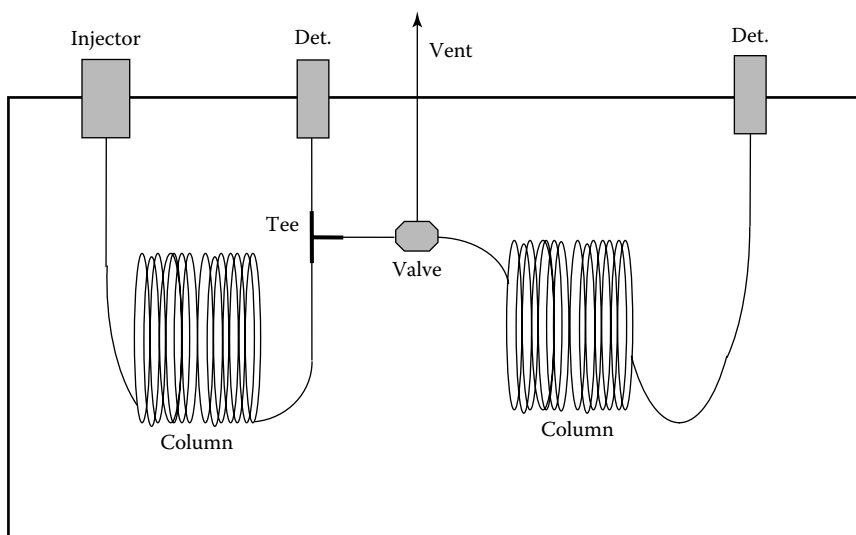 Injector
Det.
Vent
Det.
Tee
Valve
Column
Column